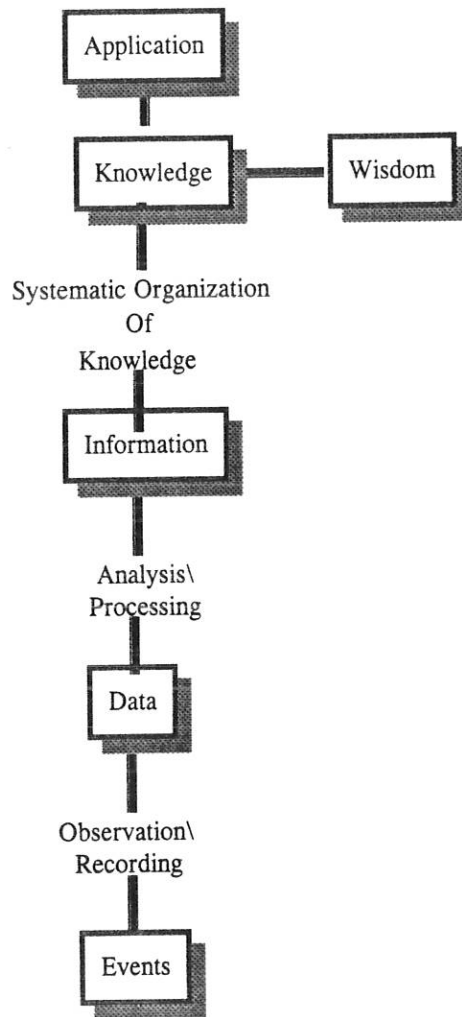 Application
Knowledge
Wisdom
Systematic Organization
Of
Knowledge
Information
Analysis\
Processing
Data
Observation\
Recording
Events